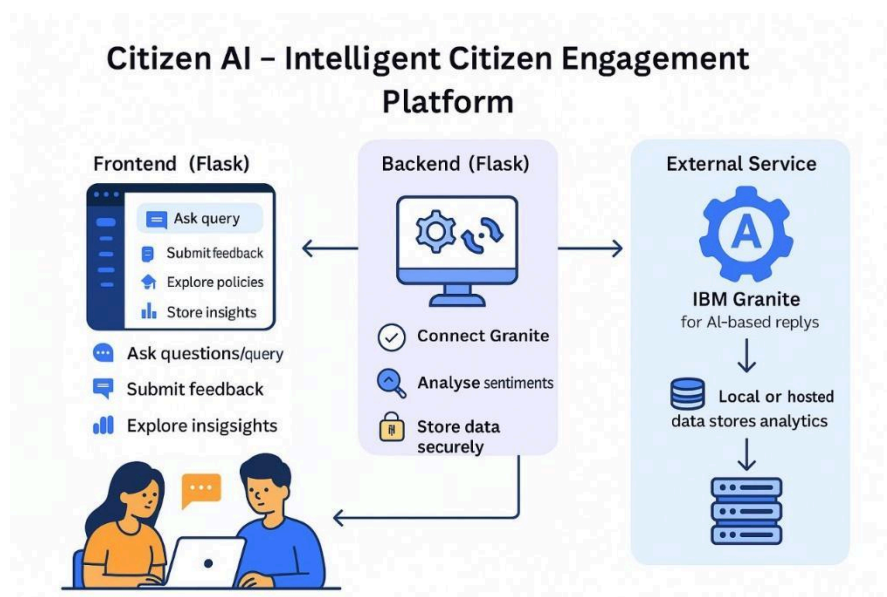 Citizen AI – Intelligent Citizen Engagement
Platform
Frontend (Flask)
Ask query
Submit feedback
Explore policies
Store insights
Ask questions/query
Submit feedback
Explore insigsights
Backend (Flask)
Connect Granite
Analyse sentiments
Store data
securely
External Service
A
IBM Granite
for AI-based replys
Local or hosted
data stores analytics